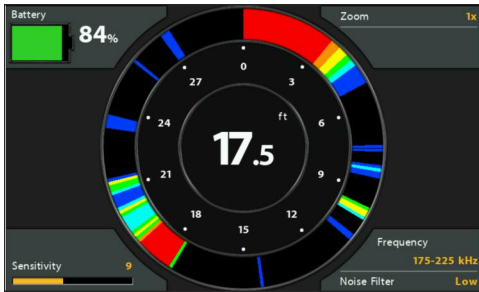 Battery
84%
Zoom 1x
0
3
6
9
12
15
18
21
24
27
ft
17.5
Sensitivity 9
Frequency
175-225 kHz
Noise Filter Low